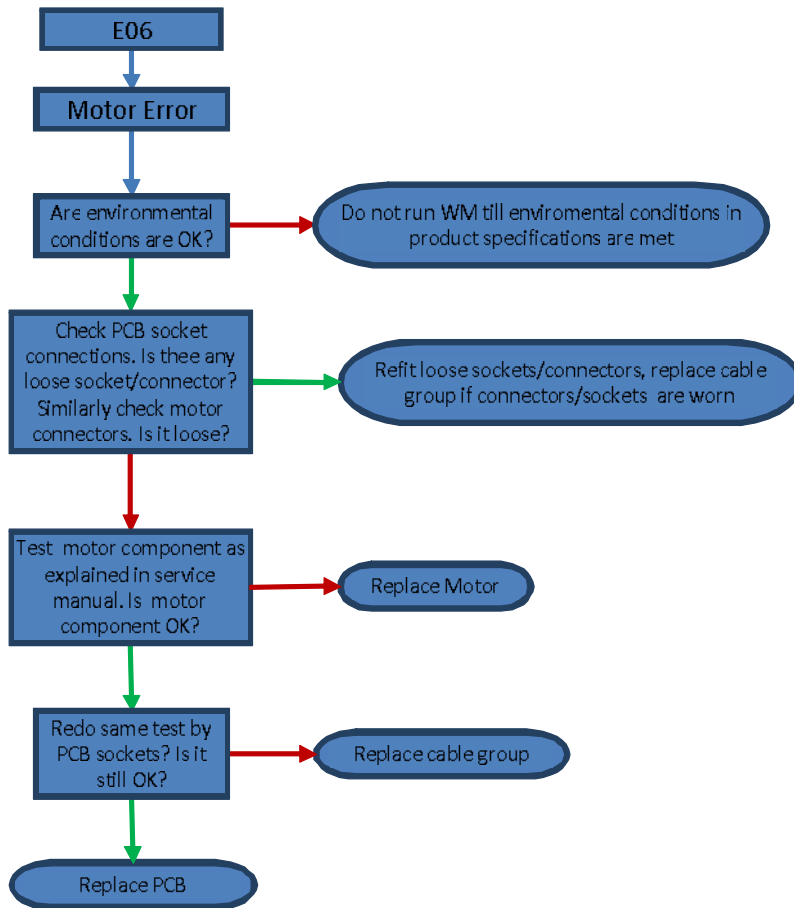 E06
Motor Error
Are environmental
conditions are OK?
Do not run WM till enviromental conditions in
product specifications are met
Check PCB socket
connections. Is thee any
loose socket/connector?
Similarly check motor
connectors. Is it loose?
Refit loose sockets/connectors, replace cable
group if connectors/sockets are worn
Test motor component as
explained in service
manual. Is motor
component OK?
Replace Motor
Redo same test by
PCB sockets? Is it
still OK?
Replace cable group
Replace PCB